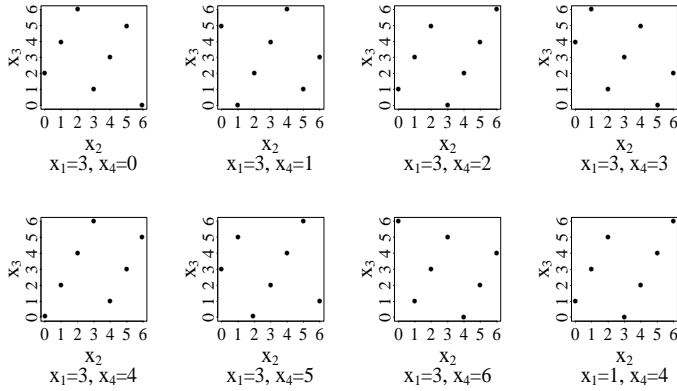 x3
0 1 2 3 4 5 6
0 1 2 3 4 5 6
x2
x1=3, x4=0
x3
0 1 2 3 4 5 6
0 1 2 3 4 5 6
x2
x1=3, x4=1
x3
0 1 2 3 4 5 6
0 1 2 3 4 5 6
x2
x1=3, x4=2
x3
0 1 2 3 4 5 6
0 1 2 3 4 5 6
x2
x1=3, x4=3
x3
0 1 2 3 4 5 6
0 1 2 3 4 5 6
x2
x1=3, x4=4
x3
0 1 2 3 4 5 6
0 1 2 3 4 5 6
x2
x1=3, x4=5
x3
0 1 2 3 4 5 6
0 1 2 3 4 5 6
x2
x1=3, x4=6
x3
0 1 2 3 4 5 6
0 1 2 3 4 5 6
x2
x1=1, x4=4